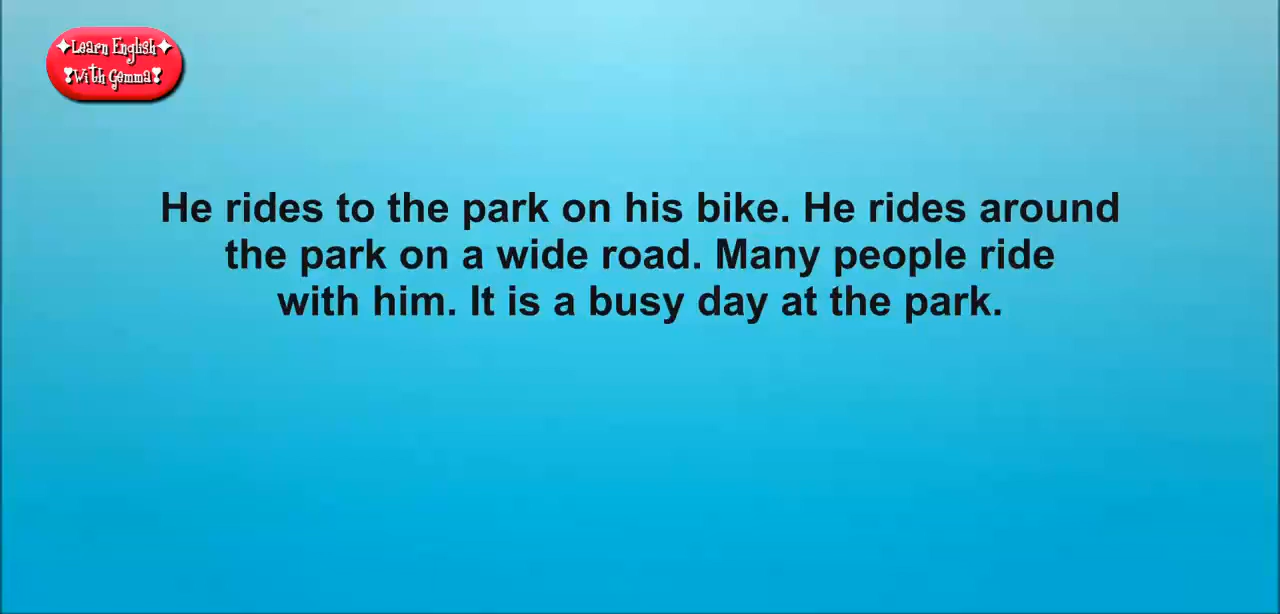 ✦Learn English✦
❣With Gemma❣
He rides to the park on his bike. He rides around
the park on a wide road. Many people ride
with him. It is a busy day at the park.